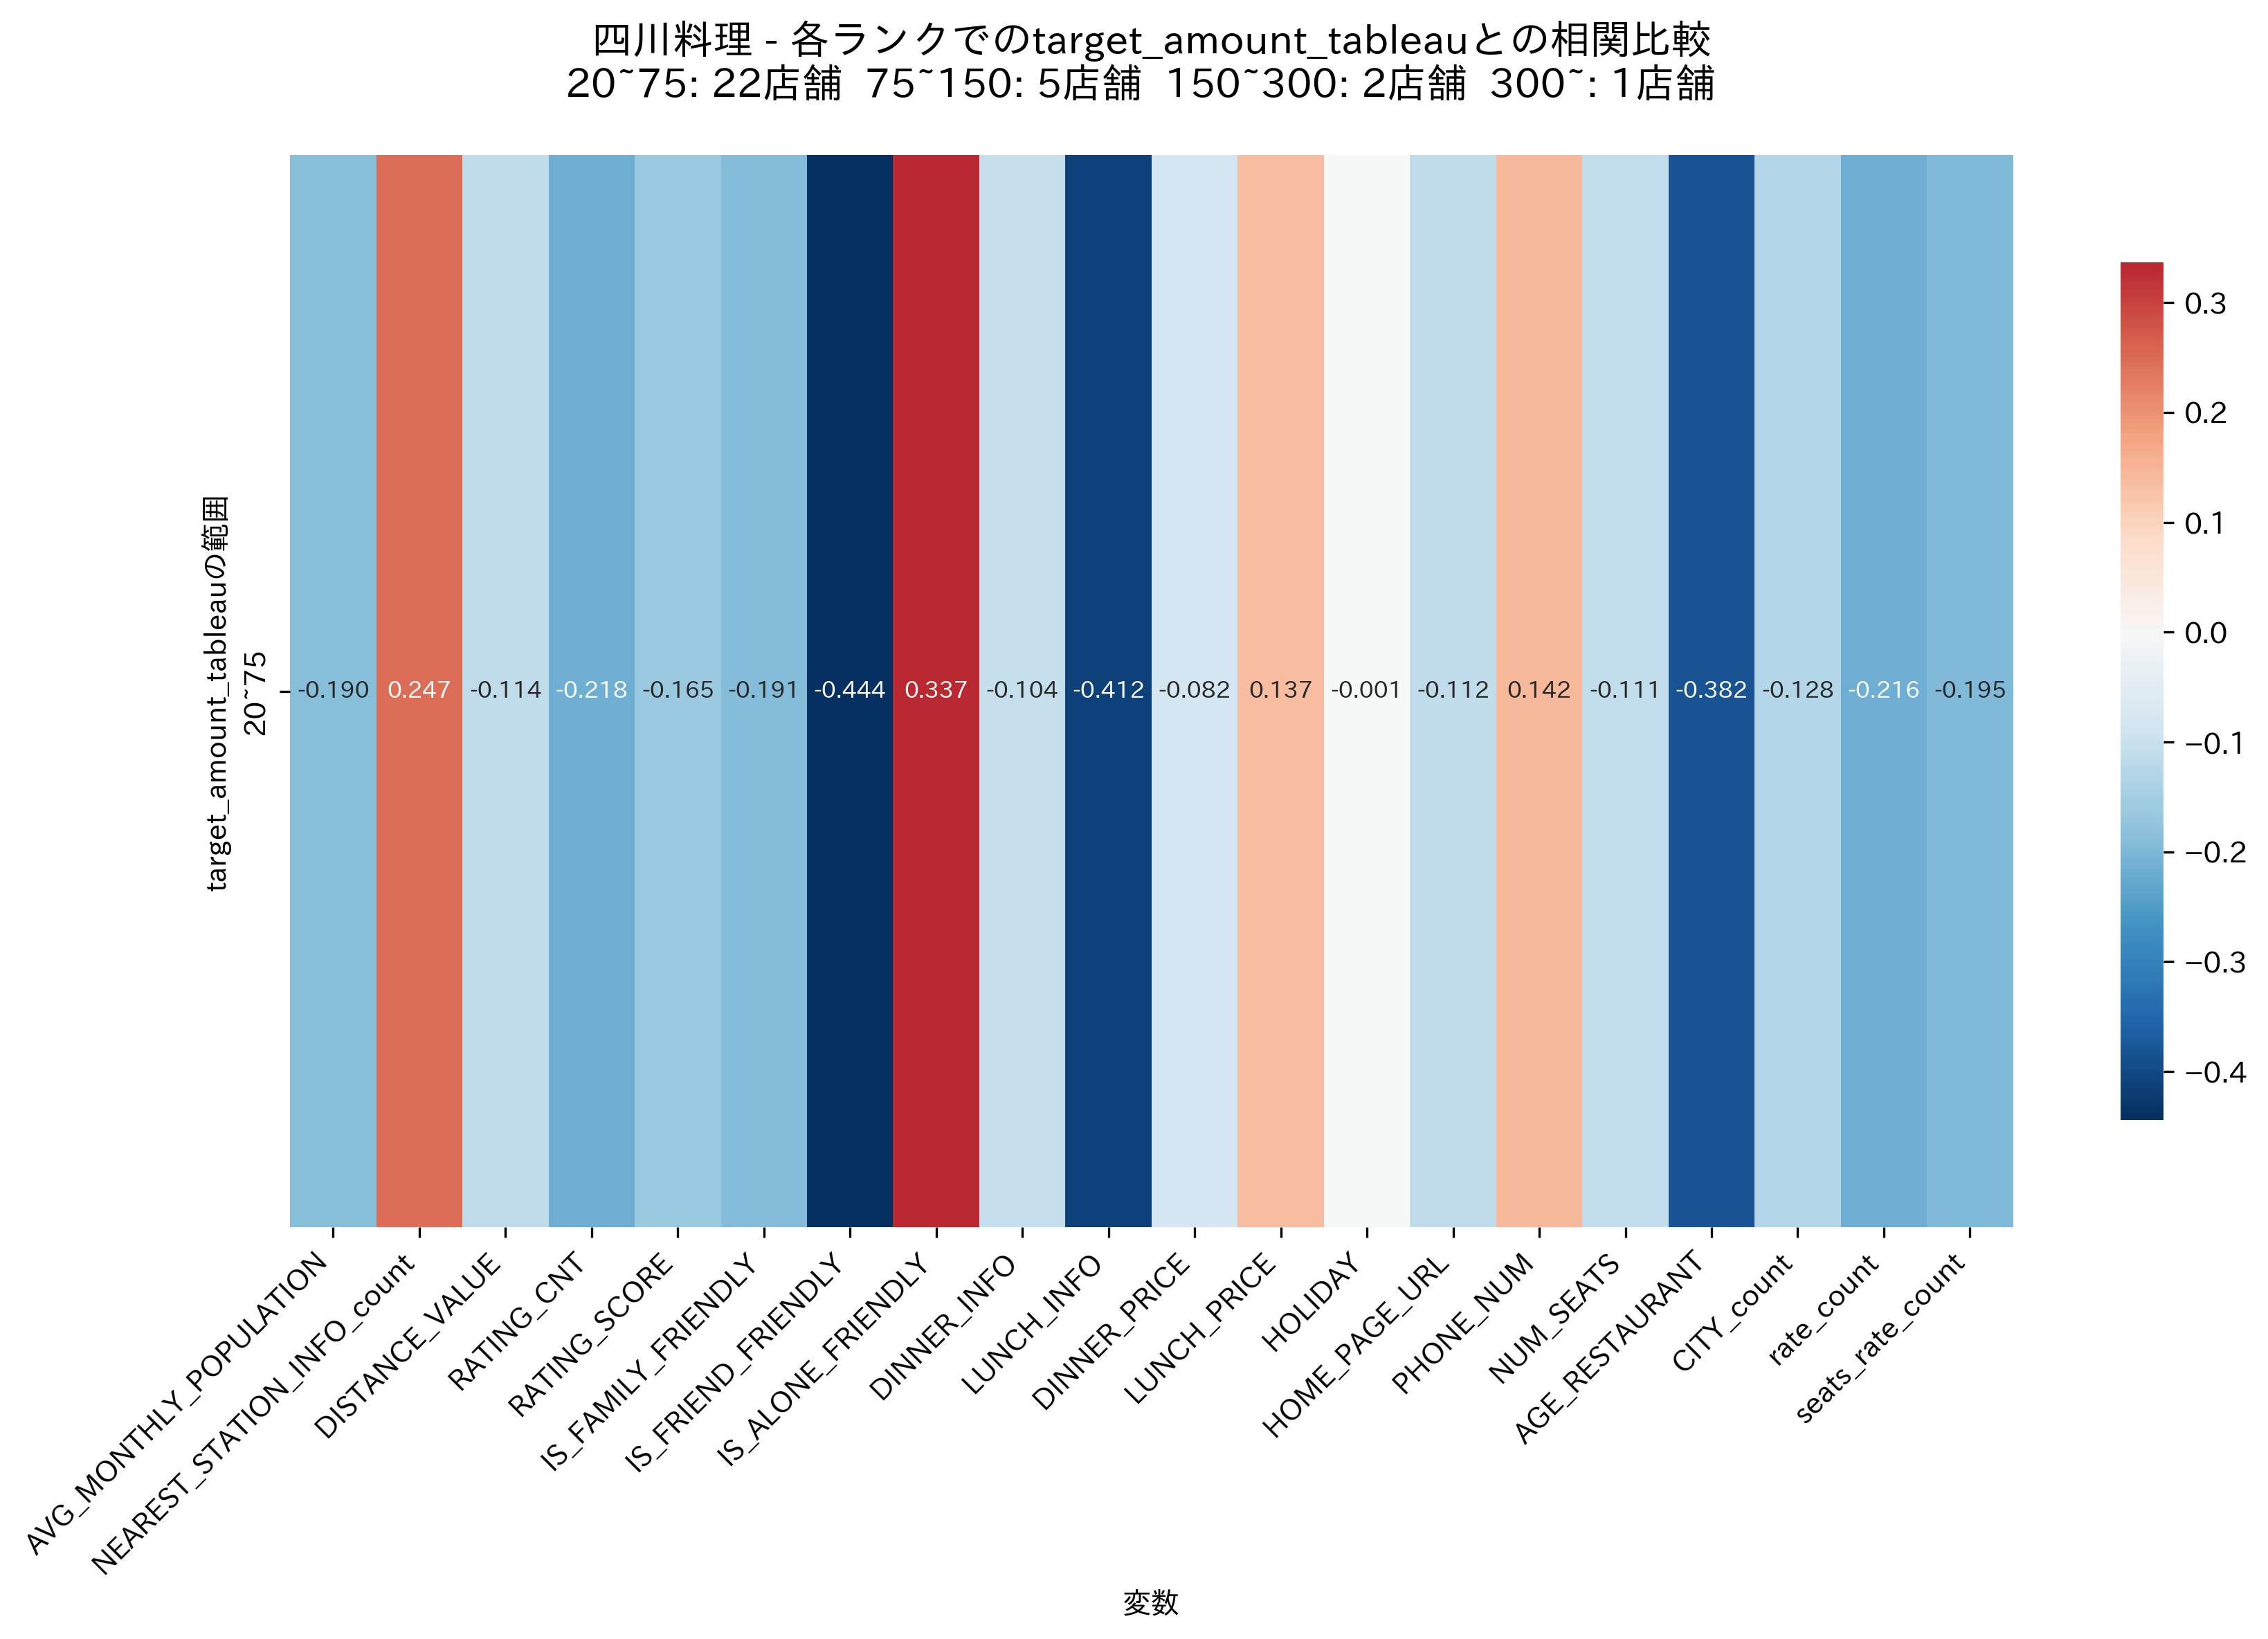 四川料理 - 各ランクでのtarget_amount_tableauとの相関比較
20~75: 22店舗  75~150: 5店舗  150~300: 2店舗  300~: 1店舗
target_amount_tableauの範囲
20~75
-0.190 0.247 -0.114 -0.218 -0.165 -0.191 -0.444 0.337 -0.104 -0.412 -0.082 0.137 -0.001 -0.112 0.142 -0.111 -0.382 -0.128 -0.216 -0.195
0.3
0.2
0.1
0.0
−0.1
−0.2
−0.3
−0.4
AVG_MONTHLY_POPULATION
NEAREST_STATION_INFO_count
DISTANCE_VALUE
RATING_CNT
RATING_SCORE
IS_FAMILY_FRIENDLY
IS_FRIEND_FRIENDLY
IS_ALONE_FRIENDLY
DINNER_INFO
LUNCH_INFO
DINNER_PRICE
LUNCH_PRICE
HOLIDAY
HOME_PAGE_URL
PHONE_NUM
NUM_SEATS
AGE_RESTAURANT
CITY_count
rate_count
seats_rate_count
変数